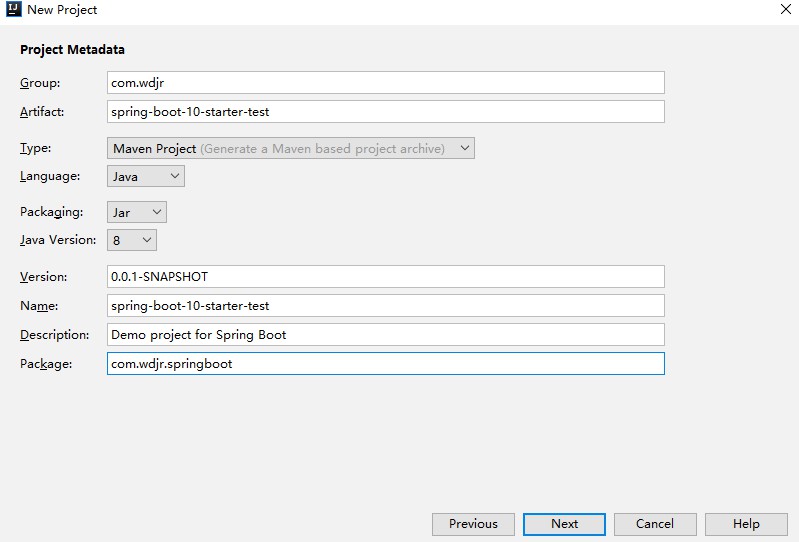 New Project
Project Metadata
Group: com.wdjr
Artifact: spring-boot-10-starter-test
Type: Maven Project (Generate a Maven based project archive)
Language: Java
Packaging: Jar
Java Version: 8
Version: 0.0.1-SNAPSHOT
Name: spring-boot-10-starter-test
Description: Demo project for Spring Boot
Package: com.wdjr.springboot
Previous Next Cancel Help